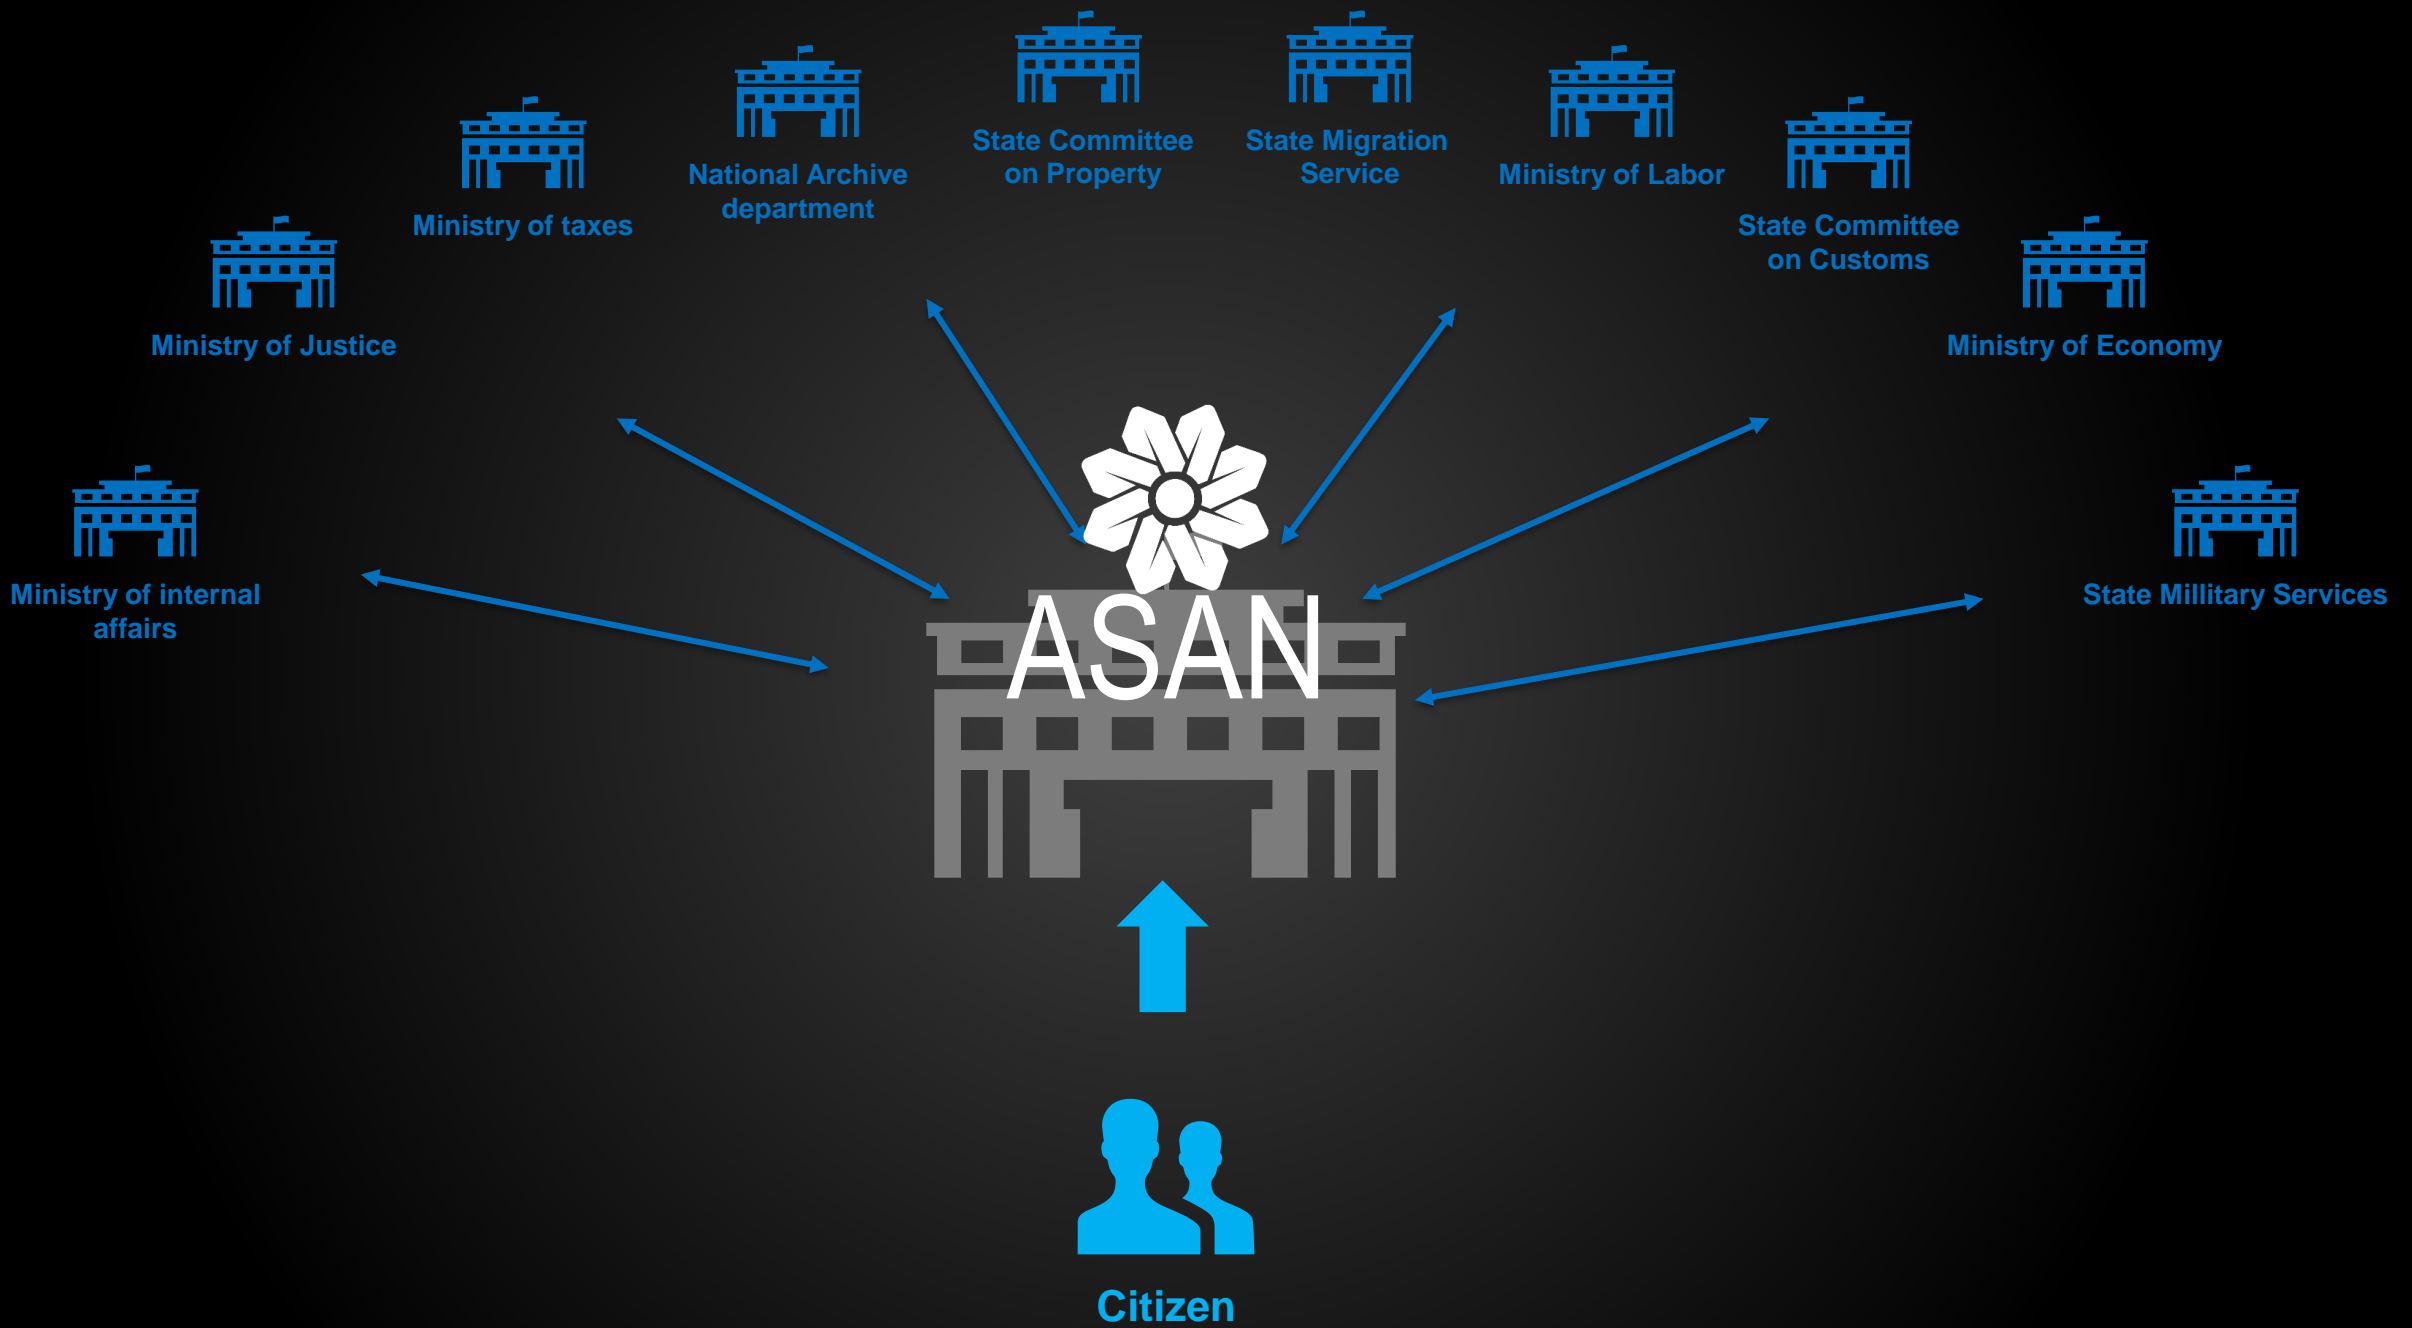 State Committee
on Property
State Migration
Service
National Archive
department
Ministry of Labor
Ministry of taxes
State Committee
on Customs
Ministry of Justice
Ministry of Economy
Ministry of internal
affairs
State Millitary Services
ASAN
Citizen